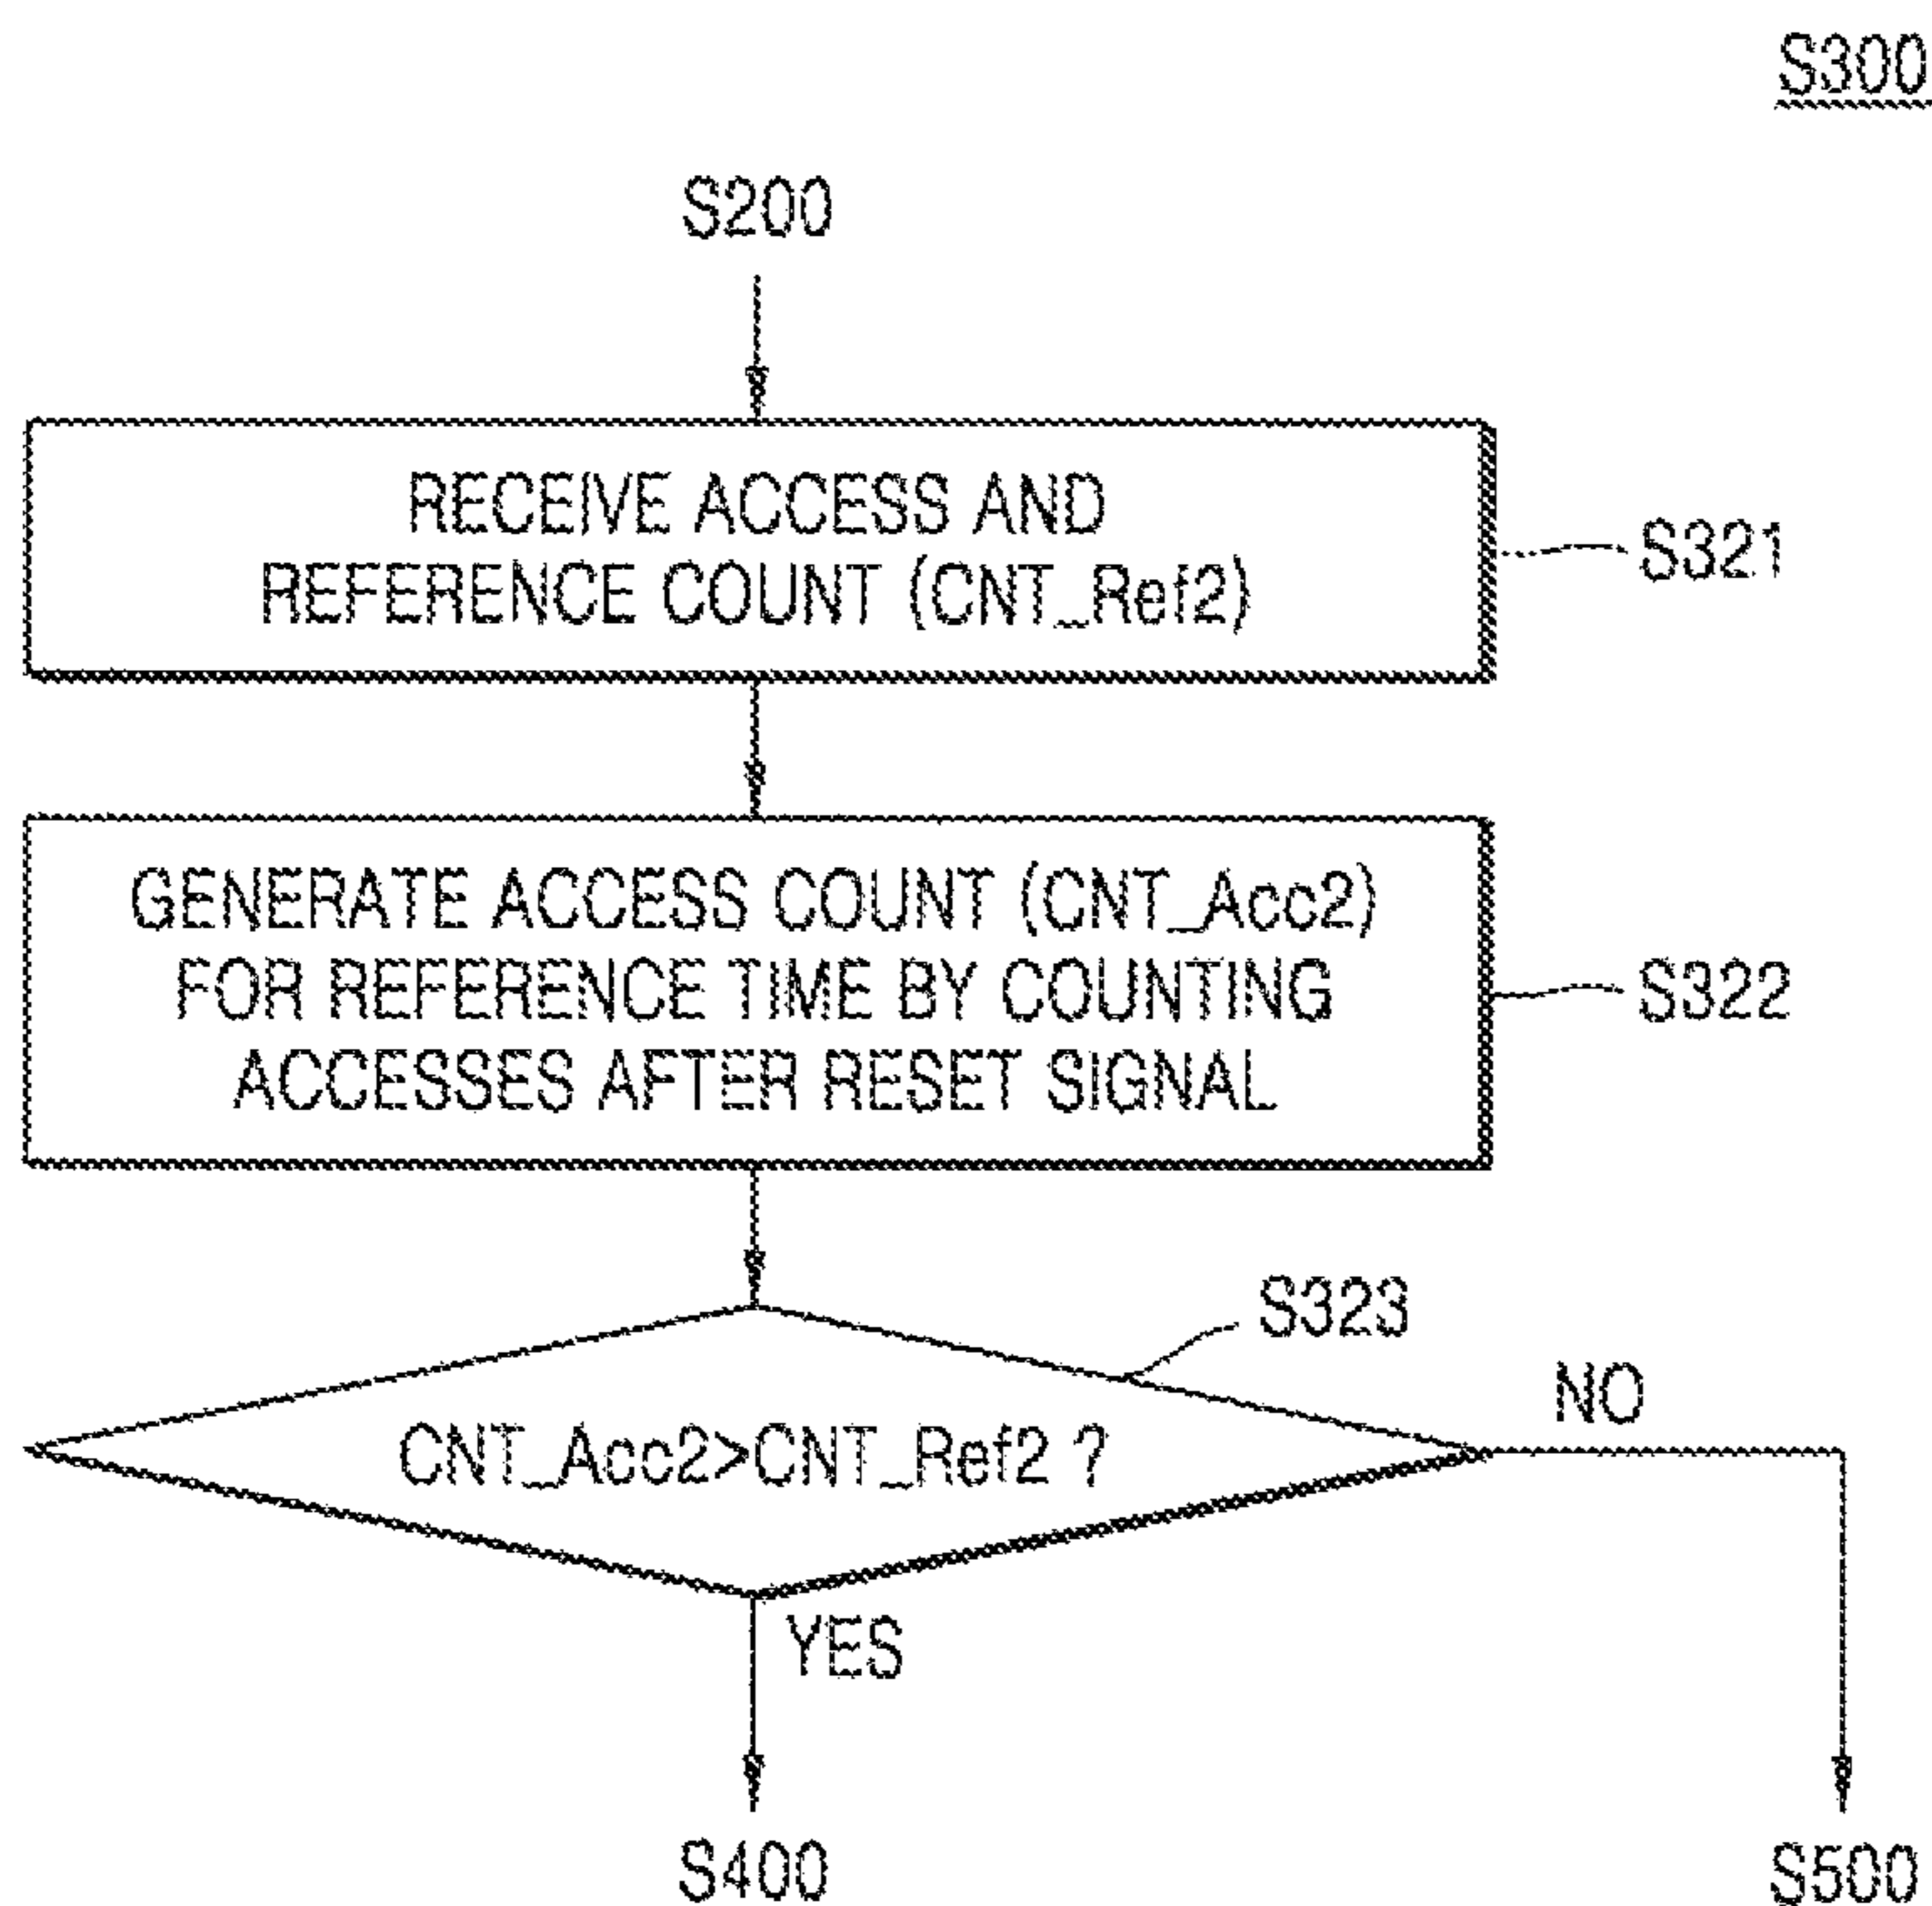 S300
S200
RECEIVE ACCESS AND
REFERENCE COUNT (CNT_Ref2)
S321
GENERATE ACCESS COUNT (CNT_Acc2)
FOR REFERENCE TIME BY COUNTING
ACCESSES AFTER RESET SIGNAL
S322
S323
CNT_Acc2>CNT_Ref2 ?
NO
YES
S400
S500